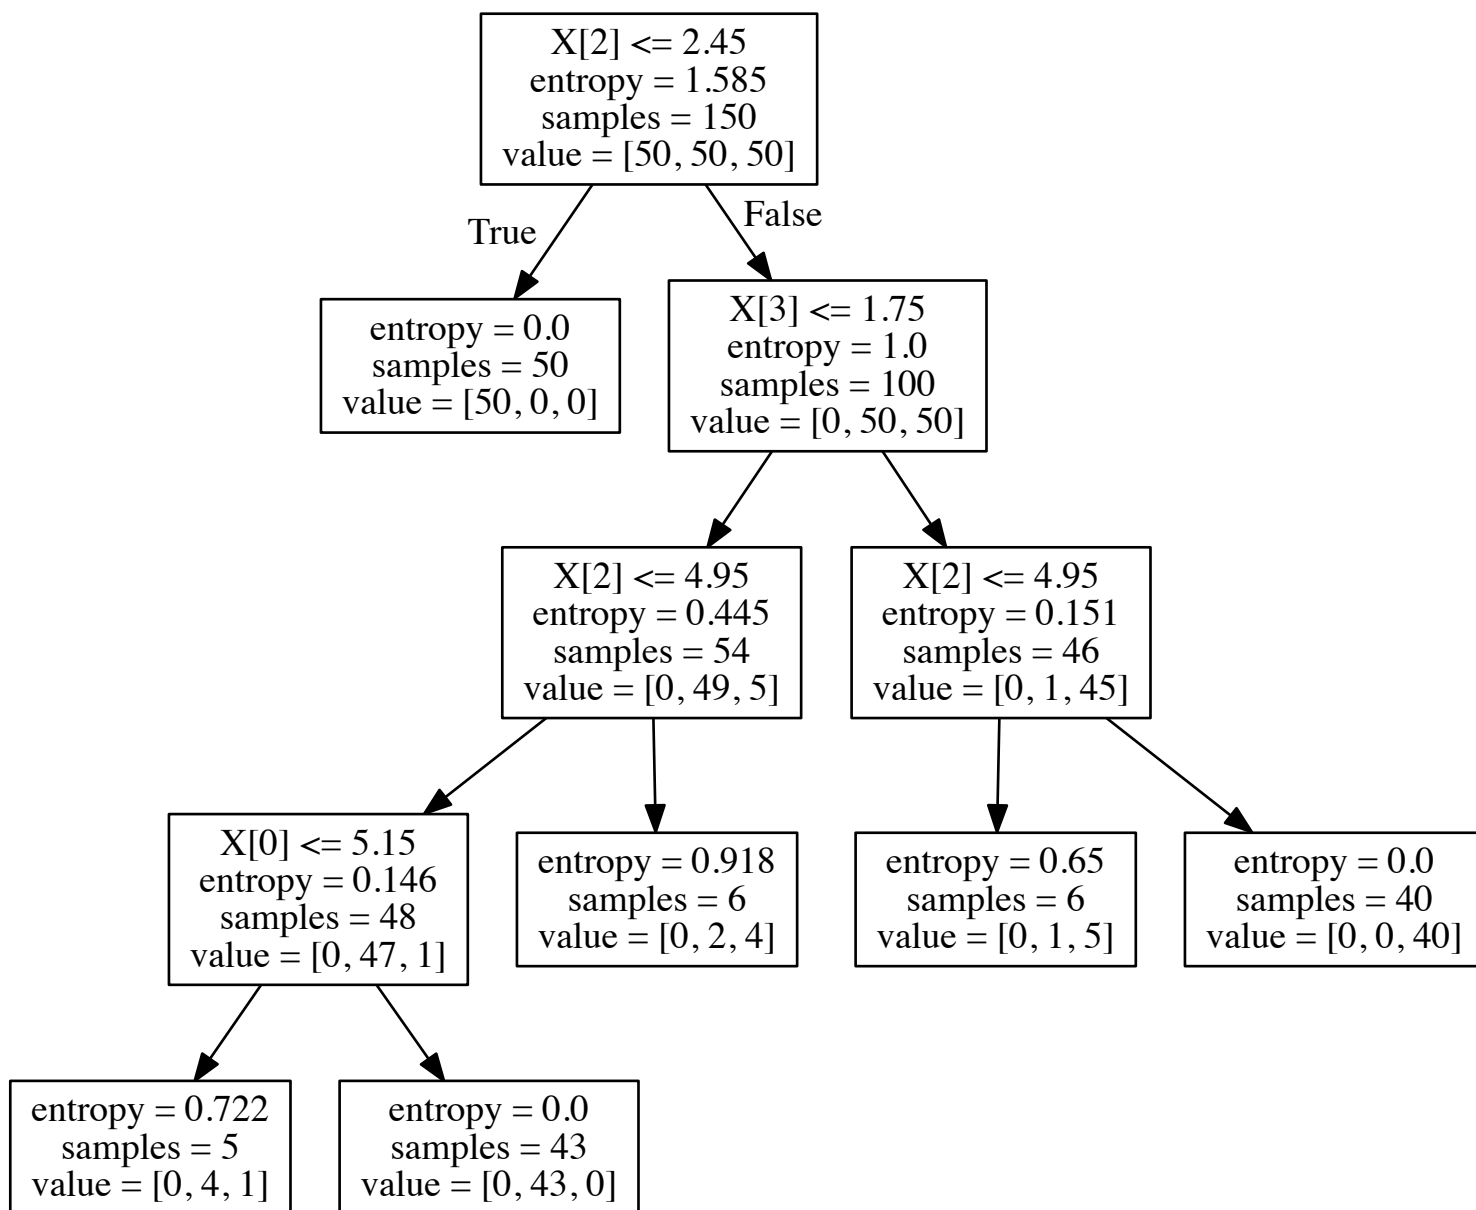 X[2] <= 2.45
entropy = 1.585
samples = 150
value = [50, 50, 50]
True
False
entropy = 0.0
samples = 50
value = [50, 0, 0]
X[3] <= 1.75
entropy = 1.0
samples = 100
value = [0, 50, 50]
X[2] <= 4.95
entropy = 0.445
samples = 54
value = [0, 49, 5]
X[2] <= 4.95
entropy = 0.151
samples = 46
value = [0, 1, 45]
X[0] <= 5.15
entropy = 0.146
samples = 48
value = [0, 47, 1]
entropy = 0.918
samples = 6
value = [0, 2, 4]
entropy = 0.65
samples = 6
value = [0, 1, 5]
entropy = 0.0
samples = 40
value = [0, 0, 40]
entropy = 0.722
samples = 5
value = [0, 4, 1]
entropy = 0.0
samples = 43
value = [0, 43, 0]